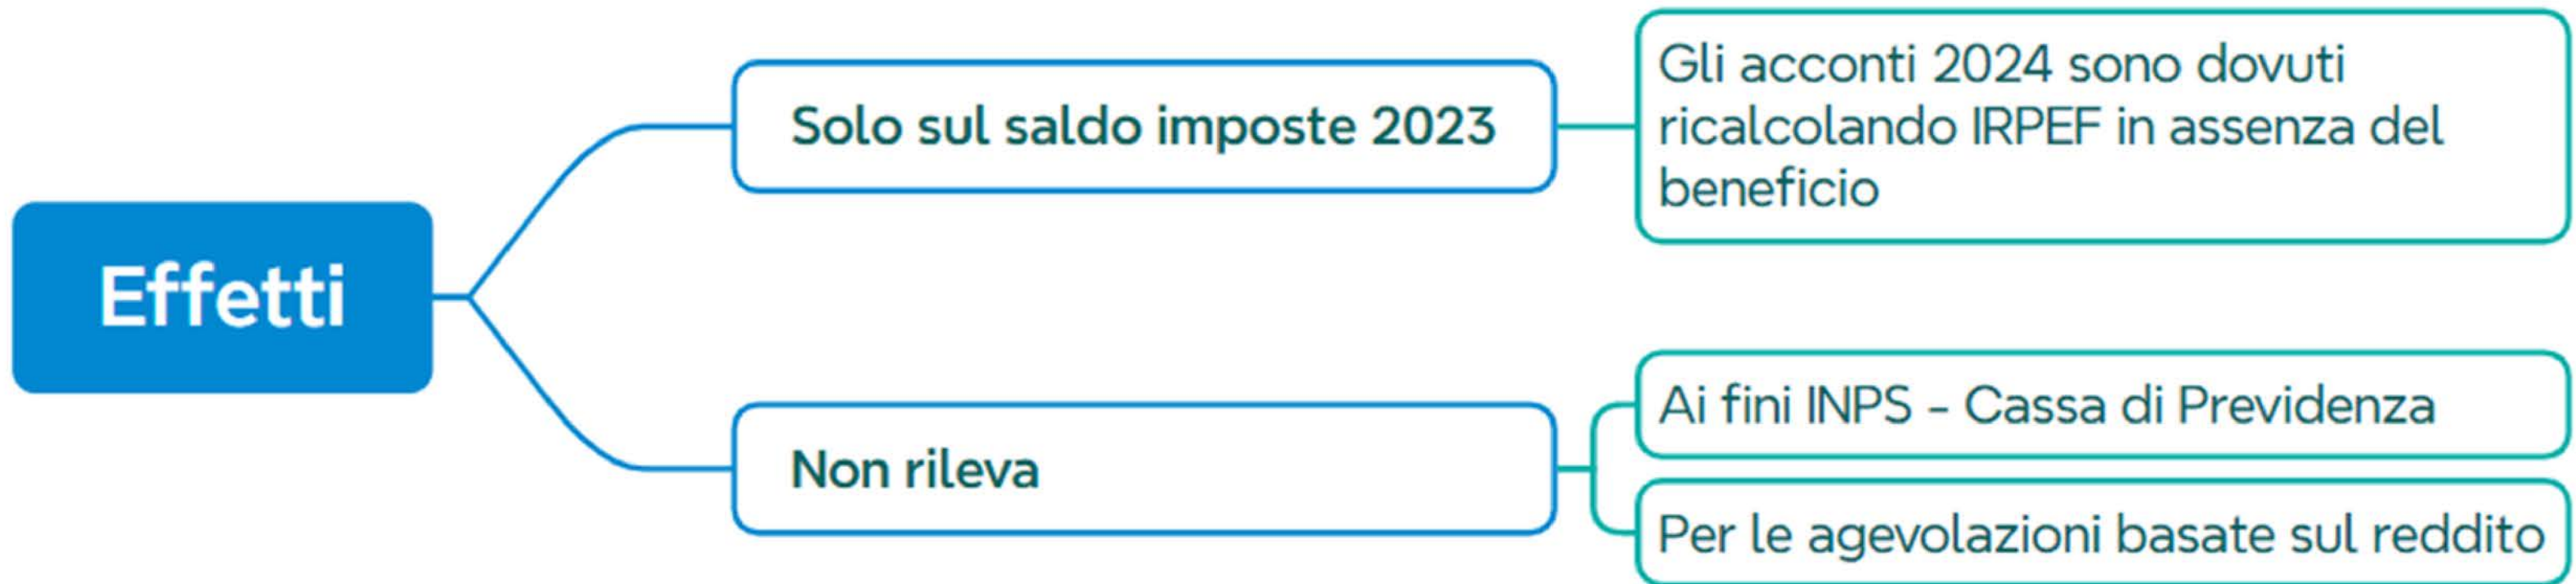 Effetti
Solo sul saldo imposte 2023
Gli acconti 2024 sono dovuti
ricalcolando IRPEF in assenza del
beneficio
Non rileva
Ai fini INPS - Cassa di Previdenza
Per le agevolazioni basate sul reddito